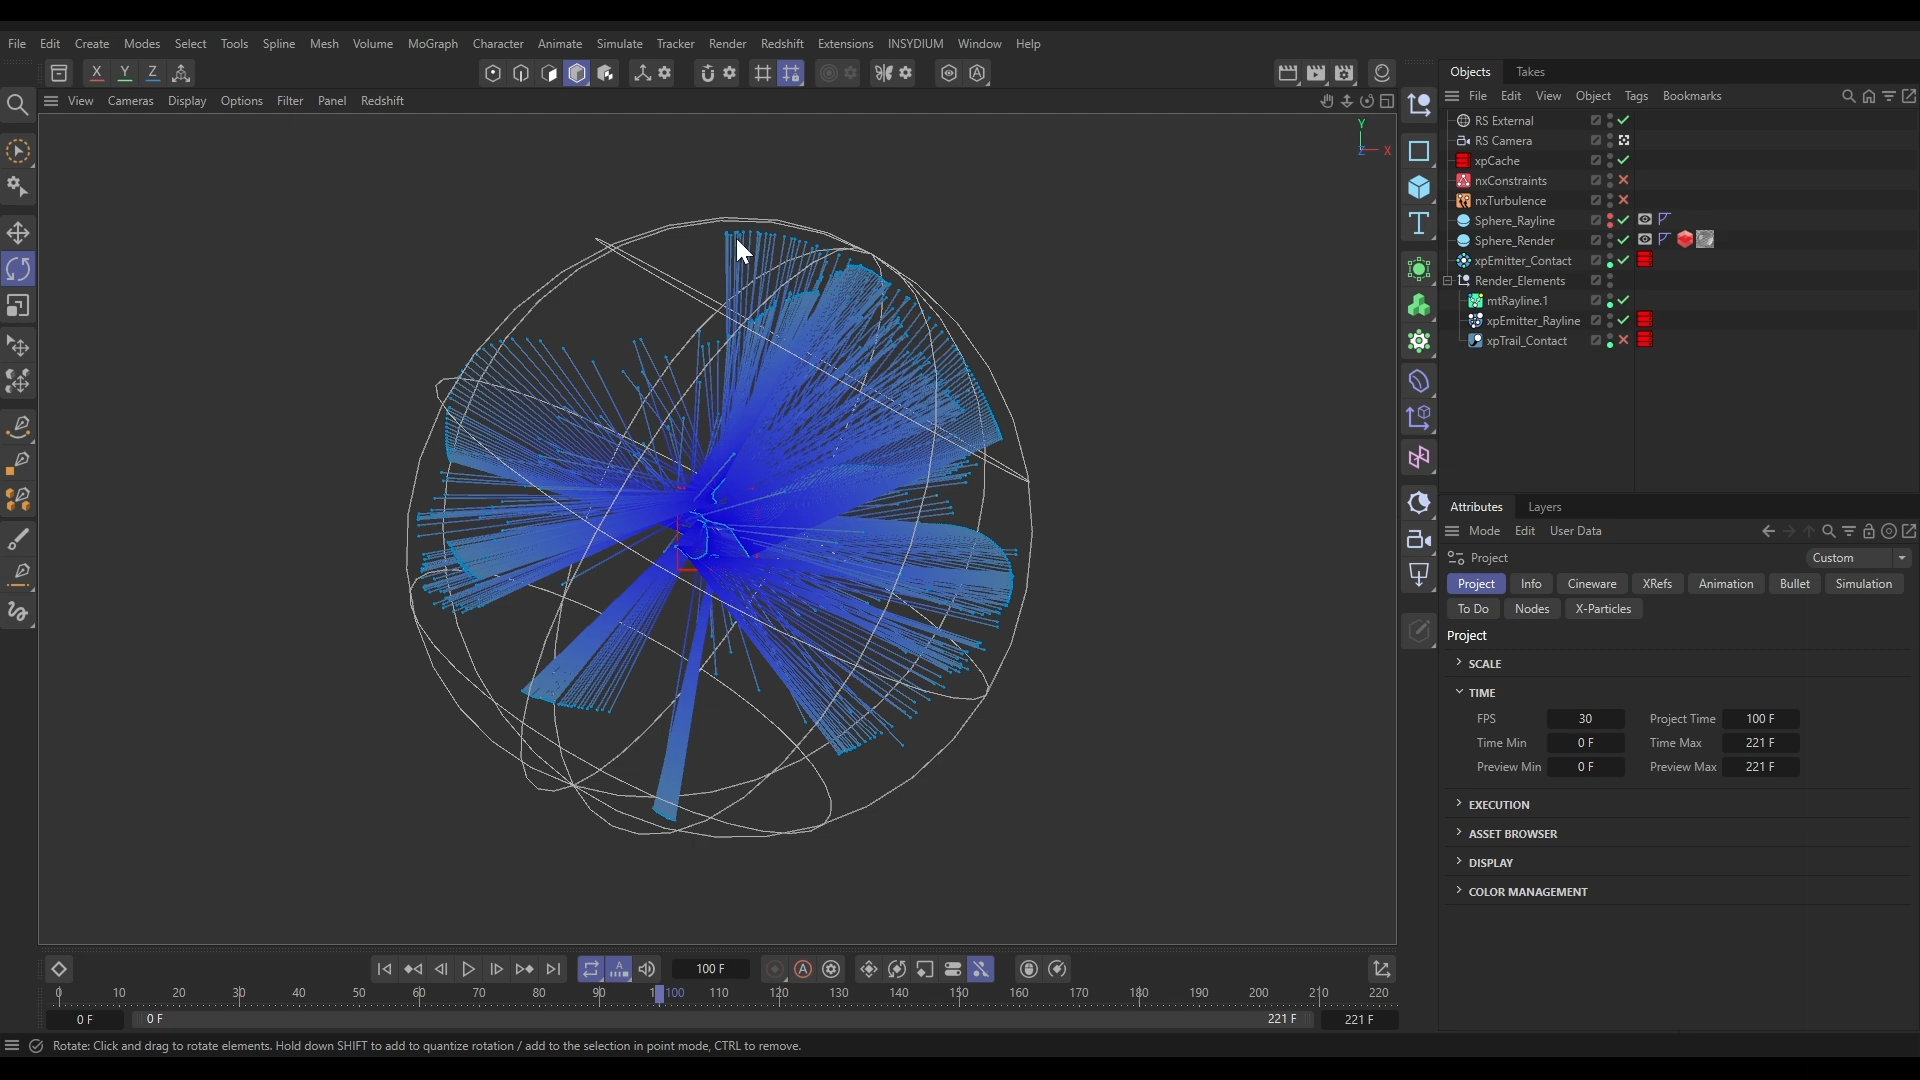 File Edit Create Modes Select Tools Spline Mesh Volume MoGraph Character Animate Simulate Tracker Render Redshift Extensions INSYDIUM Window Help
X Y Z
Objects Takes
View Cameras Display Options Filter Panel Redshift
File Edit View Object Tags Bookmarks
Y
Z X
RS External
RS Camera
xpCache
nxConstraints
nxTurbulence
Sphere_Rayline
Sphere_Render
xpEmitter_Contact
Render_Elements
mtRayline.1
xpEmitter_Rayline
xpTrail_Contact
Attributes Layers
Mode Edit User Data
Project Custom
Project Info Cineware XRefs Animation Bullet Simulation
To Do Nodes X-Particles
Project
SCALE
TIME
FPS 30 Project Time 100 F
Time Min 0 F Time Max 221 F
Preview Min 0 F Preview Max 221 F
EXECUTION
ASSET BROWSER
DISPLAY
COLOR MANAGEMENT
100 F
0 10 20 30 40 50 60 70 80 90 100 110 120 130 140 150 160 170 180 190 200 210 220
0 F 0 F 221 F 221 F
Rotate: Click and drag to rotate elements. Hold down SHIFT to add to quantize rotation / add to the selection in point mode, CTRL to remove.